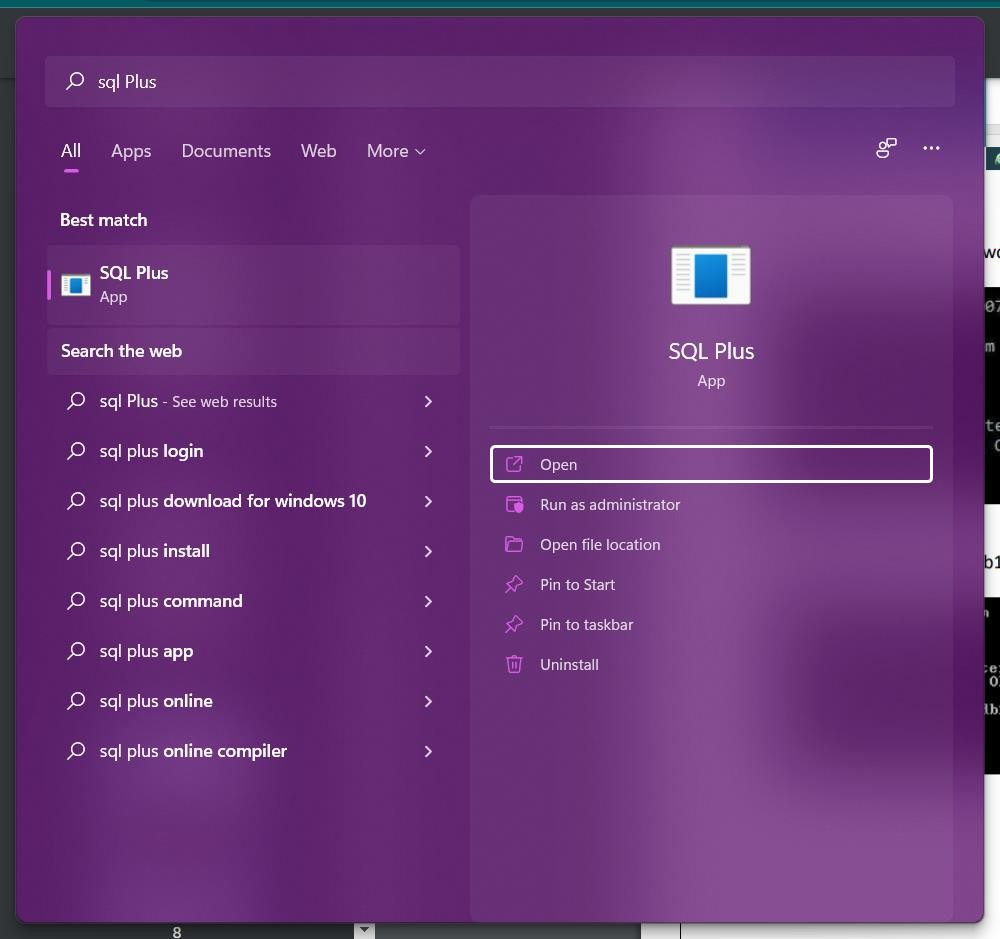 sql Plus
All Apps Documents Web More
Best match
SQL Plus
App
Search the web
sql Plus - See web results
sql plus login
sql plus download for windows 10
sql plus install
sql plus command
sql plus app
sql plus online
sql plus online compiler
SQL Plus
App
Open
Run as administrator
Open file location
Pin to Start
Pin to taskbar
Uninstall
8